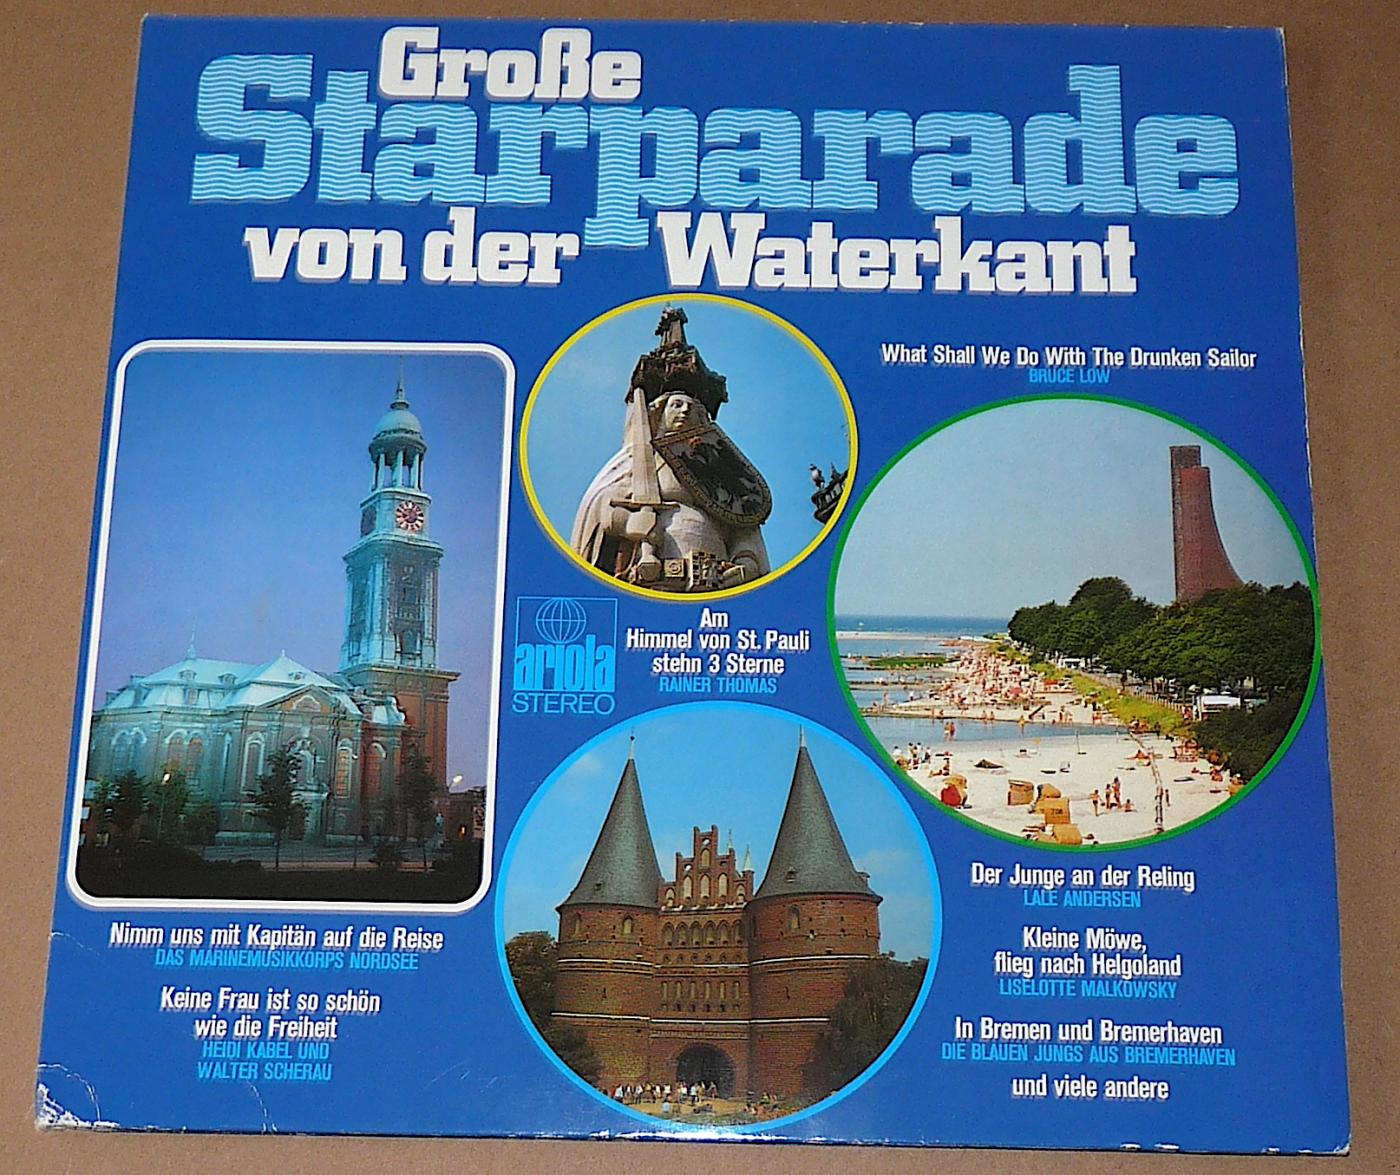 Große
Starparade
von der Waterkant
What Shall We Do With The Drunken Sailor
BRUCE LOW
Am
Himmel von St. Pauli
stehn 3 Sterne
RAINER THOMAS
ariola
STEREO
Nimm uns mit Kapitän auf die Reise
DAS MARINEMUSIKKORPS NORDSEE
Keine Frau ist so schön
wie die Freiheit
HEIDI KABEL UND
WALTER SCHERAU
Der Junge an der Reling
LALE ANDERSEN
Kleine Möwe,
flieg nach Helgoland
LISELOTTE MALKOWSKY
In Bremen und Bremerhaven
DIE BLAUEN JUNGS AUS BREMERHAVEN
und viele andere